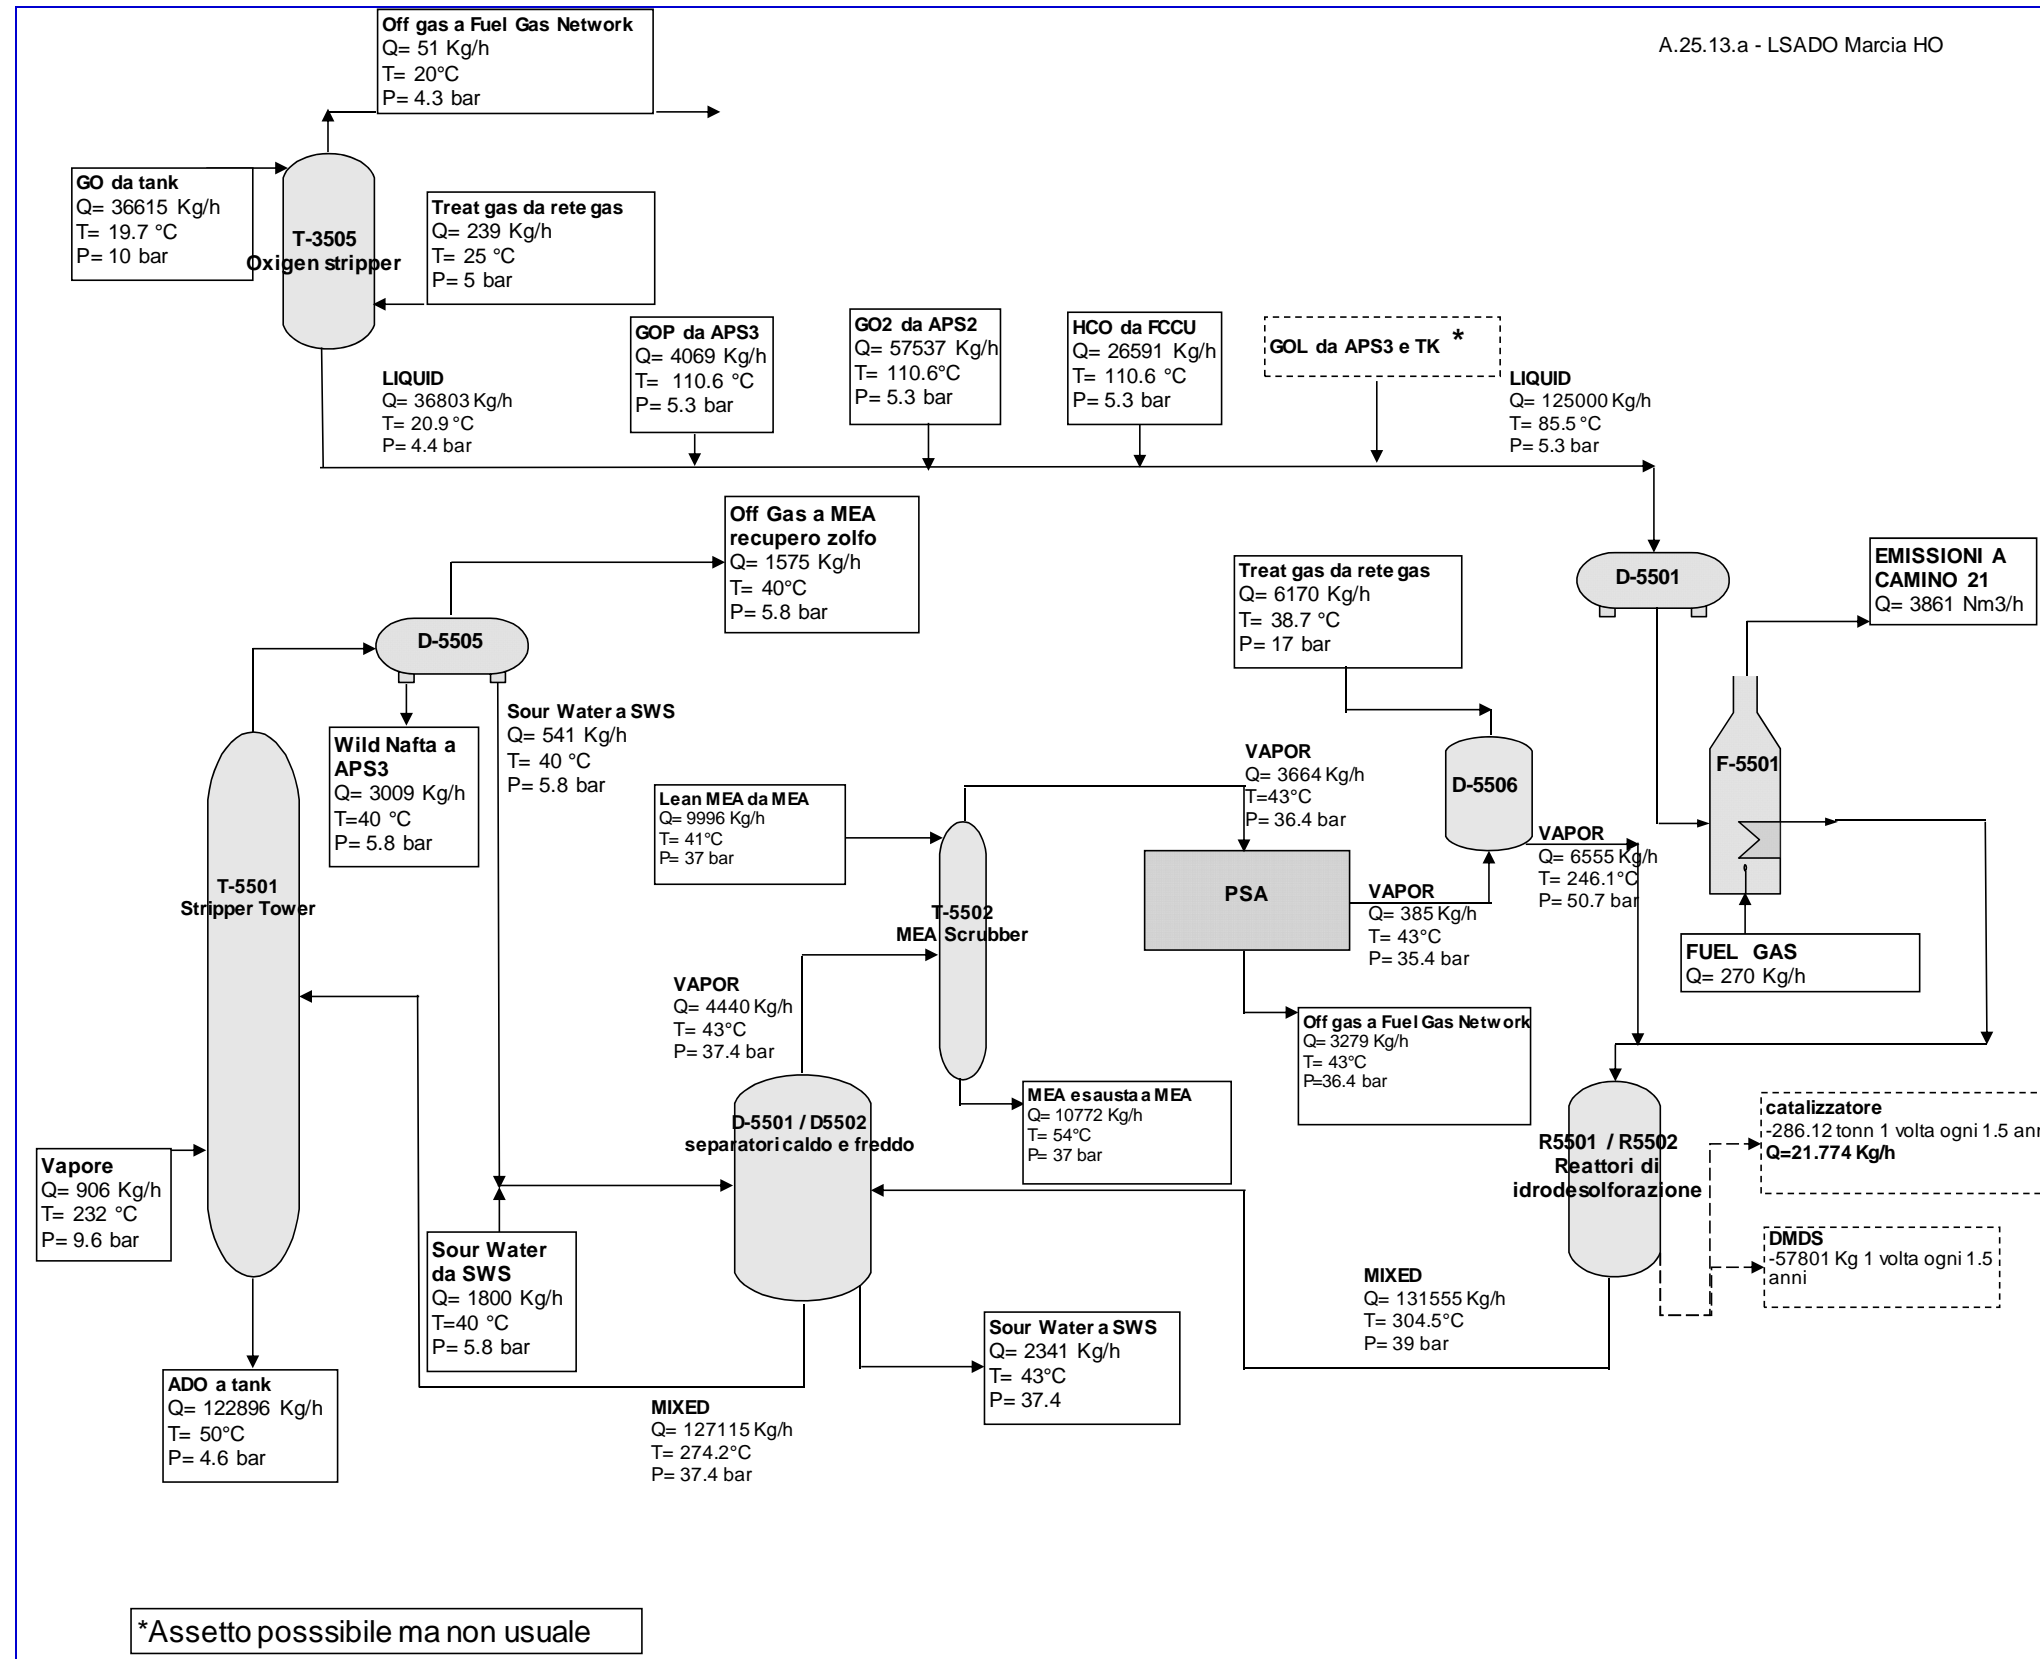 A.25.13.a - LSADO Marcia HO
Off gas a Fuel Gas Network
Q= 51 Kg/h
T= 20°C
P= 4.3 bar
GO da tank
Q= 36615 Kg/h
T= 19.7 °C
P= 10 bar
T-3505
Oxigen stripper
Treat gas da rete gas
Q= 239 Kg/h
T= 25 °C
P= 5 bar
LIQUID
Q= 36803 Kg/h
T= 20.9 °C
P= 4.4 bar
GOP da APS3
Q= 4069 Kg/h
T= 110.6 °C
P= 5.3 bar
GO2 da APS2
Q= 57537 Kg/h
T= 110.6°C
P= 5.3 bar
HCO da FCCU
Q= 26591 Kg/h
T= 110.6 °C
P= 5.3 bar
GOL da APS3 e TK *
LIQUID
Q= 125000 Kg/h
T= 85.5 °C
P= 5.3 bar
Off Gas a MEA
recupero zolfo
Q= 1575 Kg/h
T= 40°C
P= 5.8 bar
Treat gas da rete gas
Q= 6170 Kg/h
T= 38.7 °C
P= 17 bar
D-5501
EMISSIONI A
CAMINO 21
Q= 3861 Nm3/h
D-5505
Wild Nafta a
APS3
Q= 3009 Kg/h
T=40 °C
P= 5.8 bar
Sour Water a SWS
Q= 541 Kg/h
T= 40 °C
P= 5.8 bar
Lean MEA da MEA
Q= 9996 Kg/h
T= 41°C
P= 37 bar
VAPOR
Q= 3664 Kg/h
T=43°C
P= 36.4 bar
D-5506
F-5501
VAPOR
Q= 6555 Kg/h
T= 246.1°C
P= 50.7 bar
T-5501
Stripper Tower
T-5502
MEA Scrubber
PSA
VAPOR
Q= 385 Kg/h
T= 43°C
P= 35.4 bar
FUEL GAS
Q= 270 Kg/h
VAPOR
Q= 4440 Kg/h
T= 43°C
P= 37.4 bar
Off gas a Fuel Gas Network
Q= 3279 Kg/h
T= 43°C
P=36.4 bar
MEA esausta a MEA
Q= 10772 Kg/h
T= 54°C
P= 37 bar
D-5501 / D5502
separatori caldo e freddo
R5501 / R5502
Reattori di
idrodesolforazione
catalizzatore
-286.12 tonn 1 volta ogni 1.5 ann
Q=21.774 Kg/h
DMDS
-57801 Kg 1 volta ogni 1.5
anni
Vapore
Q= 906 Kg/h
T= 232 °C
P= 9.6 bar
Sour Water
da SWS
Q= 1800 Kg/h
T=40 °C
P= 5.8 bar
MIXED
Q= 131555 Kg/h
T= 304.5°C
P= 39 bar
Sour Water a SWS
Q= 2341 Kg/h
T= 43°C
P= 37.4
ADO a tank
Q= 122896 Kg/h
T= 50°C
P= 4.6 bar
MIXED
Q= 127115 Kg/h
T= 274.2°C
P= 37.4 bar
*Assetto posssibile ma non usuale